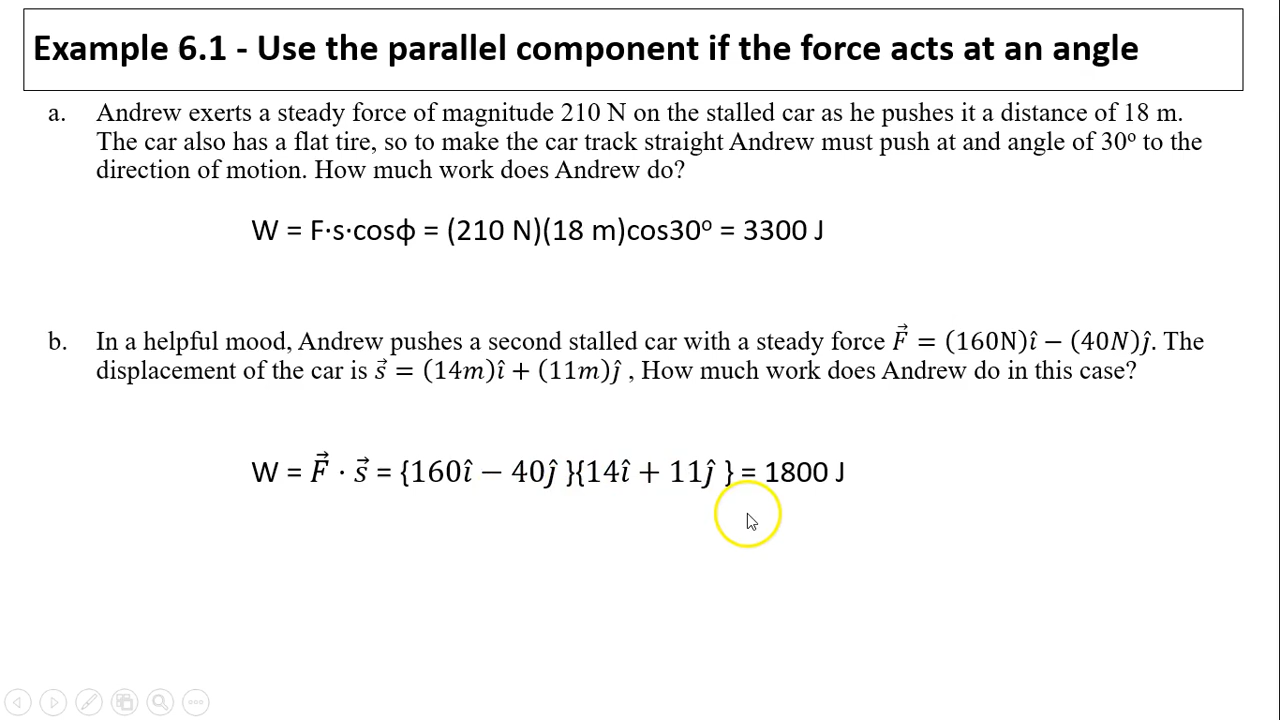 Example 6.1 - Use the parallel component if the force acts at an angle
a. Andrew exerts a steady force of magnitude 210 N on the stalled car as he pushes it a distance of 18 m.
The car also has a flat tire, so to make the car track straight Andrew must push at and angle of 30º to the
direction of motion. How much work does Andrew do?
W = F·s·cosϕ = (210 N)(18 m)cos30º = 3300 J
b. In a helpful mood, Andrew pushes a second stalled car with a steady force F⃗ = (160N)î − (40N)ĵ. The
displacement of the car is s⃗ = (14m)î + (11m)ĵ , How much work does Andrew do in this case?
W = F⃗ · s⃗ = {160î − 40ĵ }{14î + 11ĵ } = 1800 J